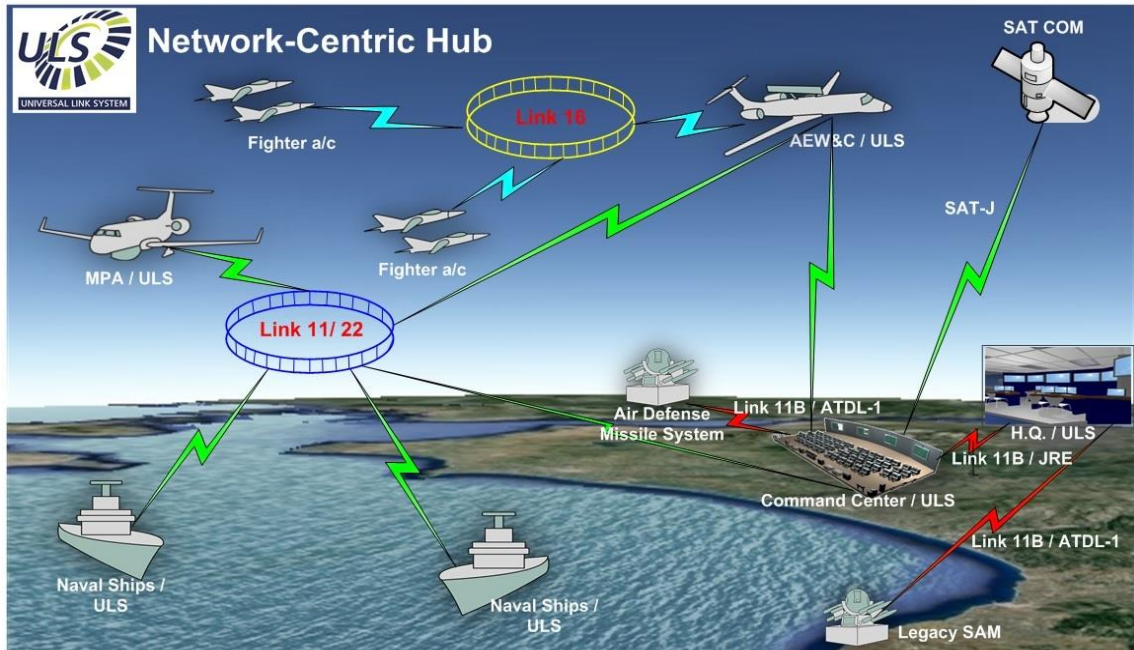 ULS
UNIVERSAL LINK SYSTEM
Network-Centric Hub
SAT COM
Link 16
Fighter a/c
AEW&C / ULS
SAT-J
Fighter a/c
MPA / ULS
Link 11/ 22
Air Defense
Missile System
Link 11B / ATDL-1
H.Q. / ULS
Link 11B / JRE
Command Center / ULS
Link 11B / ATDL-1
Naval Ships /
ULS
Naval Ships /
ULS
Legacy SAM